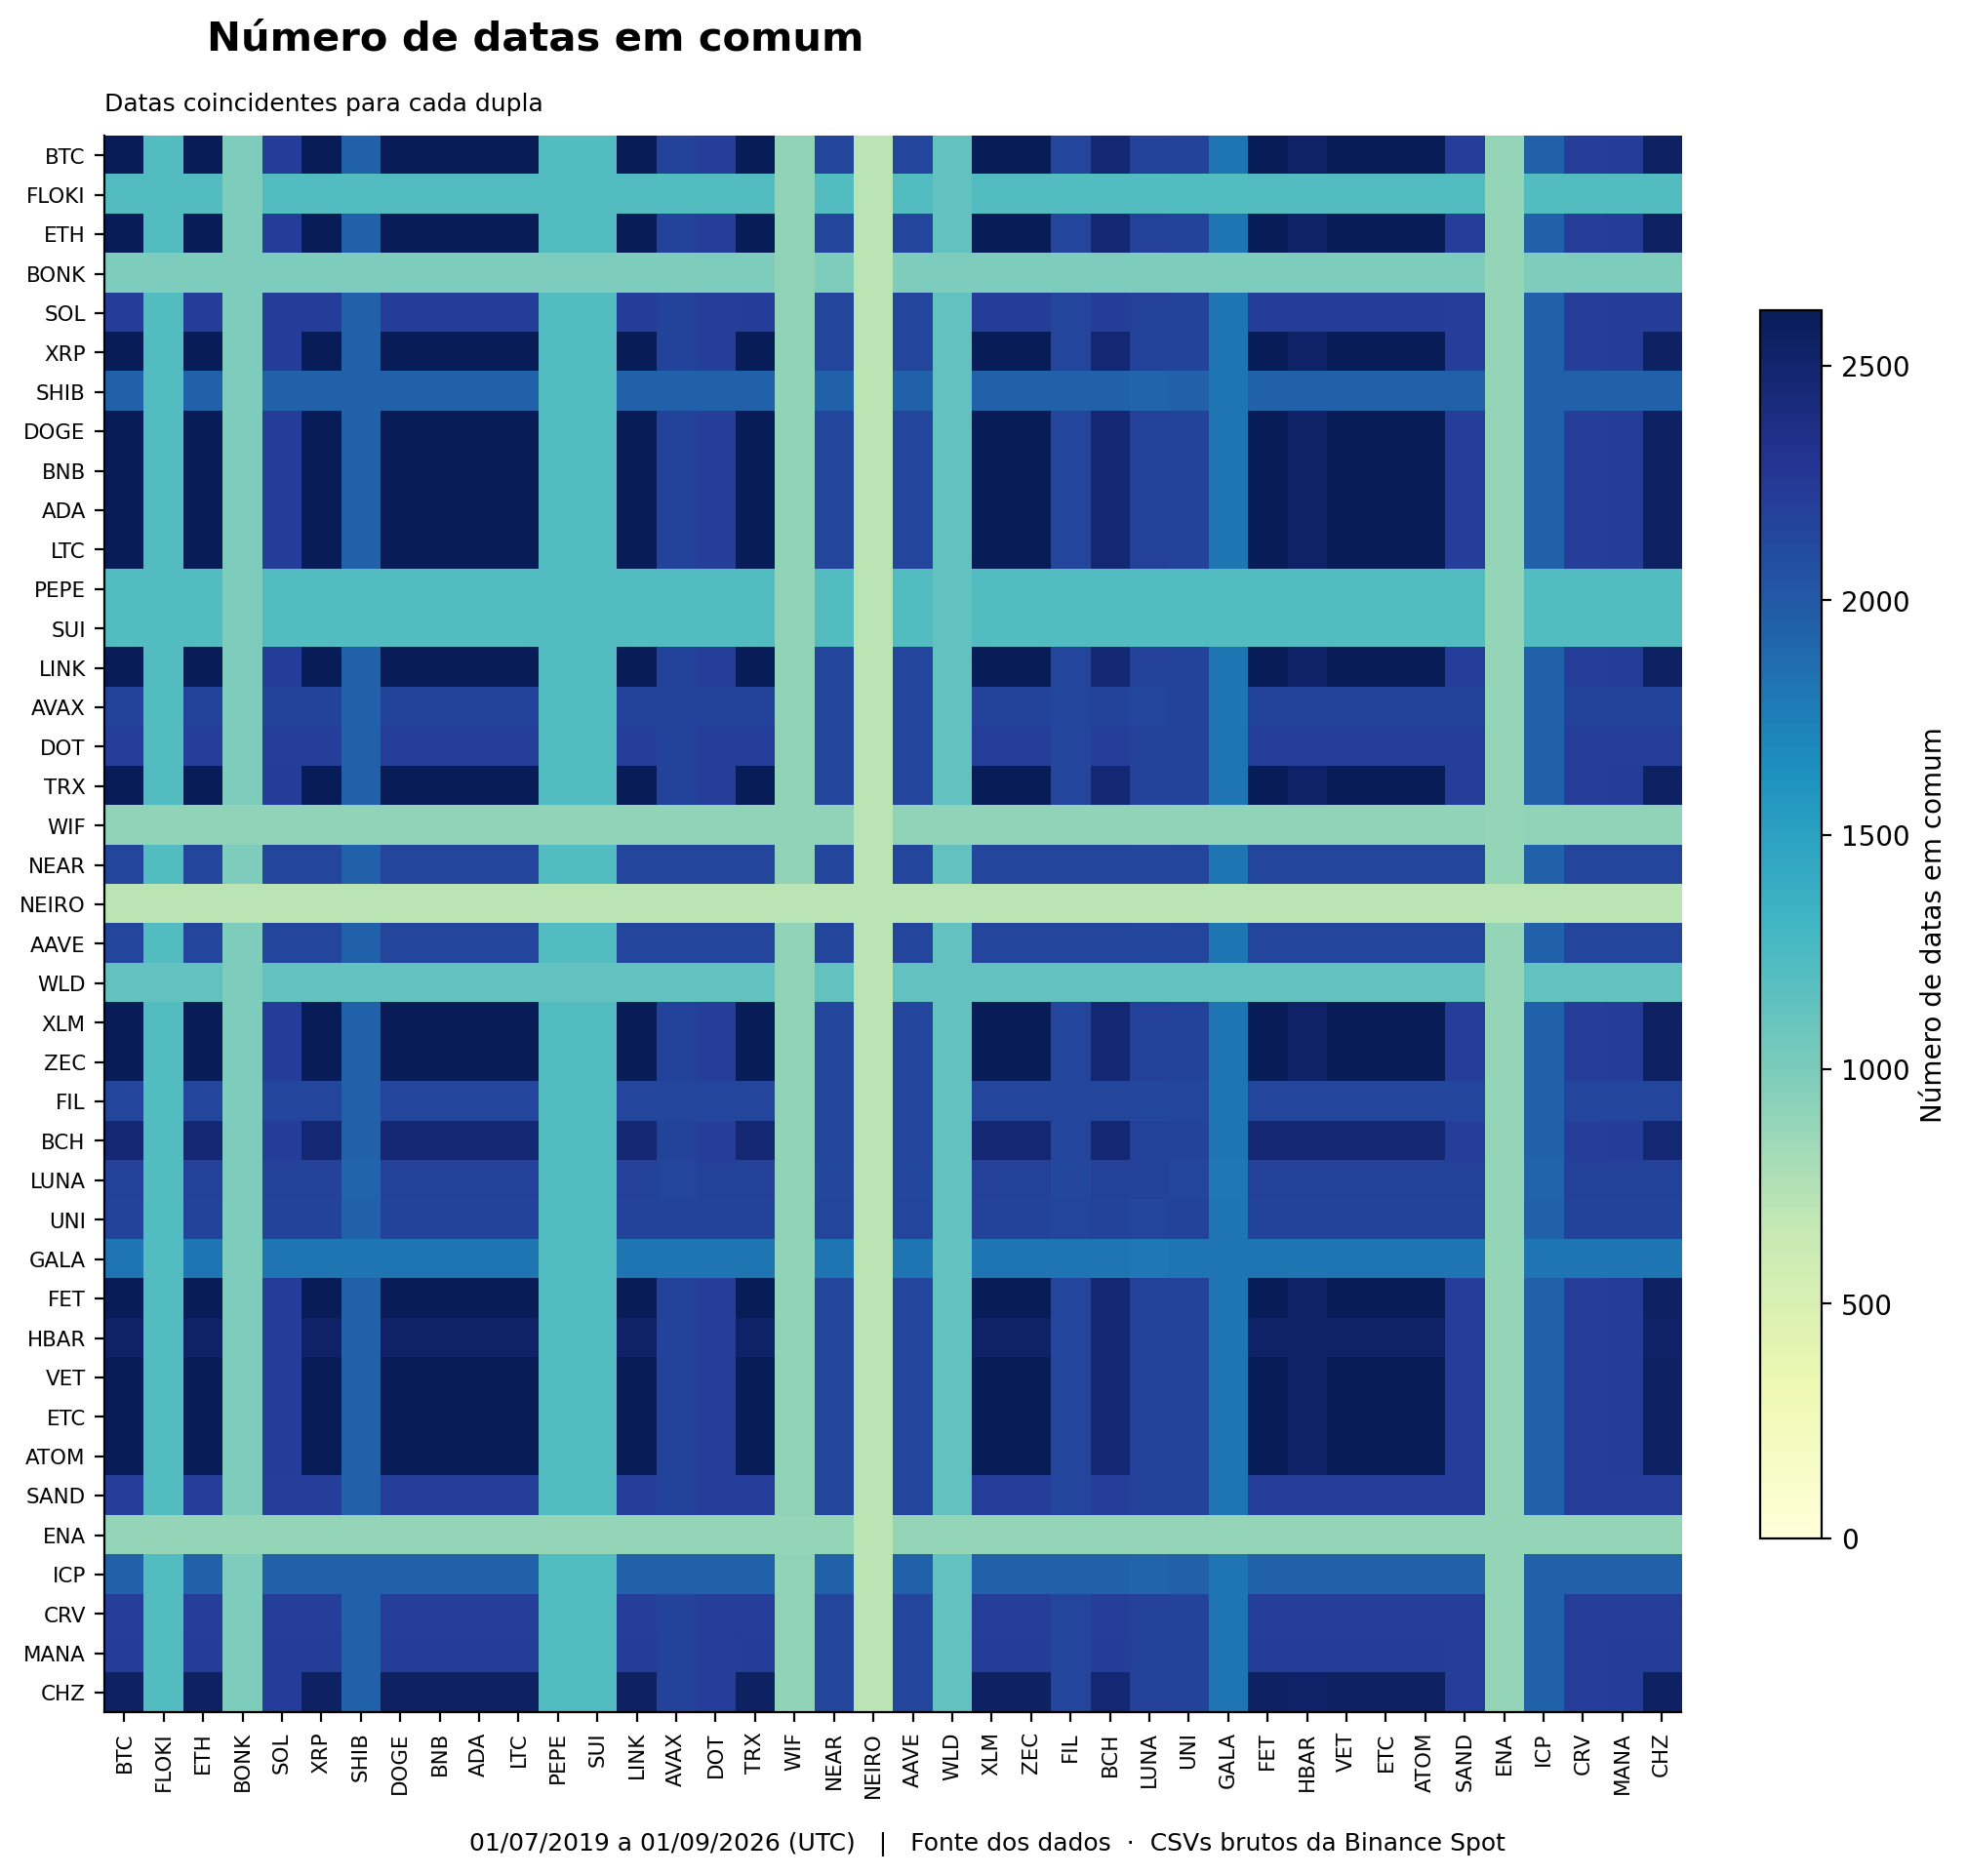 Número de datas em comum
Datas coincidentes para cada dupla
BTC
FLOKI
ETH
BONK
SOL
XRP
SHIB
DOGE
BNB
ADA
LTC
PEPE
SUI
LINK
AVAX
DOT
TRX
WIF
NEAR
NEIRO
AAVE
WLD
XLM
ZEC
FIL
BCH
LUNA
UNI
GALA
FET
HBAR
VET
ETC
ATOM
SAND
ENA
ICP
CRV
MANA
CHZ
BTC
FLOKI
ETH
BONK
SOL
XRP
SHIB
DOGE
BNB
ADA
LTC
PEPE
SUI
LINK
AVAX
DOT
TRX
WIF
NEAR
NEIRO
AAVE
WLD
XLM
ZEC
FIL
BCH
LUNA
UNI
GALA
FET
HBAR
VET
ETC
ATOM
SAND
ENA
ICP
CRV
MANA
CHZ
2500
2000
1500
1000
500
0
Número de datas em comum
01/07/2019 a 01/09/2026 (UTC) | Fonte dos dados · CSVs brutos da Binance Spot